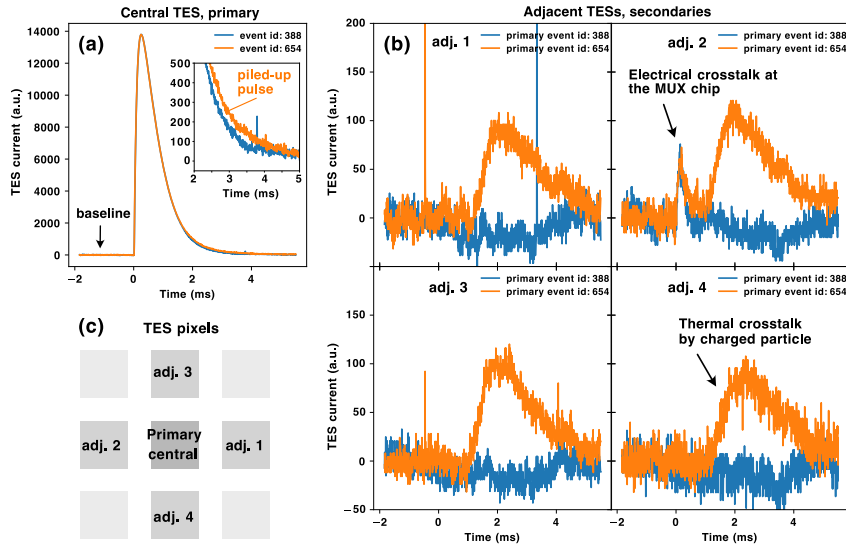 Central TES, primary
Adjacent TESs, secondaries
(a)
event id: 388
event id: 654
TES current (a.u.)
14000
12000
10000
8000
6000
4000
2000
0
baseline
piled-up
pulse
500
400
300
200
100
0
2
3
4
5
Time (ms)
−2
0
2
4
Time (ms)
(b)
adj. 1
primary event id: 388
primary event id: 654
TES current (a.u.)
200
150
100
50
0
adj. 2
primary event id: 388
primary event id: 654
Electrical crosstalk at
the MUX chip
adj. 3
primary event id: 388
primary event id: 654
TES current (a.u.)
150
100
50
0
−50
−2
0
2
4
Time (ms)
adj. 4
primary event id: 388
primary event id: 654
Thermal crosstalk
by charged particle
−2
0
2
4
Time (ms)
(c)
TES pixels
adj. 3
adj. 2
Primary
central
adj. 1
adj. 4